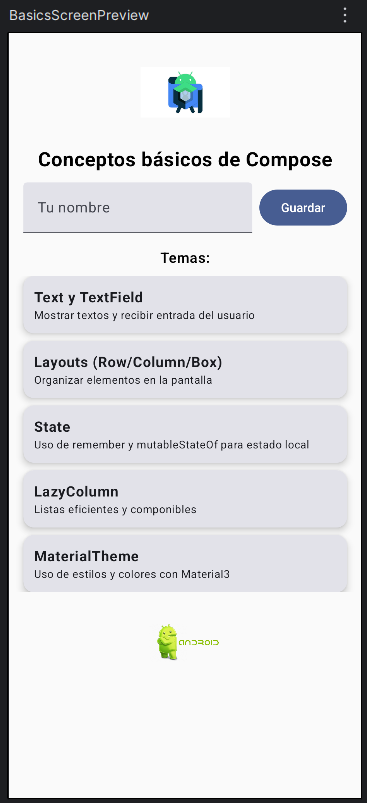 BasicsScreenPreview
Conceptos básicos de Compose
Tu nombre
Guardar
Temas:
Text y TextField
Mostrar textos y recibir entrada del usuario
Layouts (Row/Column/Box)
Organizar elementos en la pantalla
State
Uso de remember y mutableStateOf para estado local
LazyColumn
Listas eficientes y componibles
MaterialTheme
Uso de estilos y colores con Material3
ANDROID